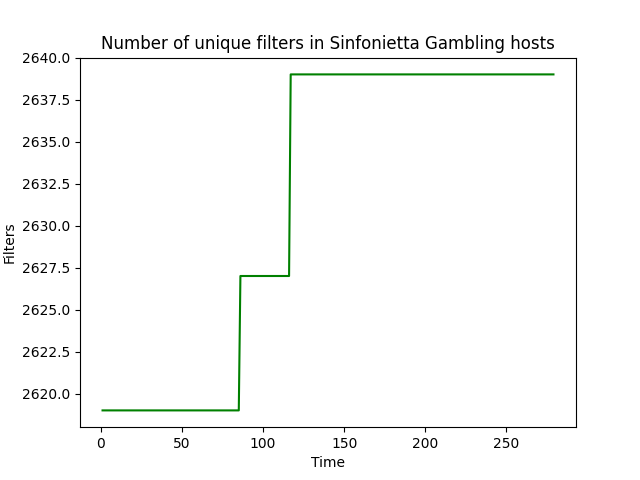 Number of unique filters in Sinfonietta Gambling hosts
2640.0
2637.5
2635.0
2632.5
2630.0
2627.5
2625.0
2622.5
2620.0
Filters
0 50 100 150 200 250
Time